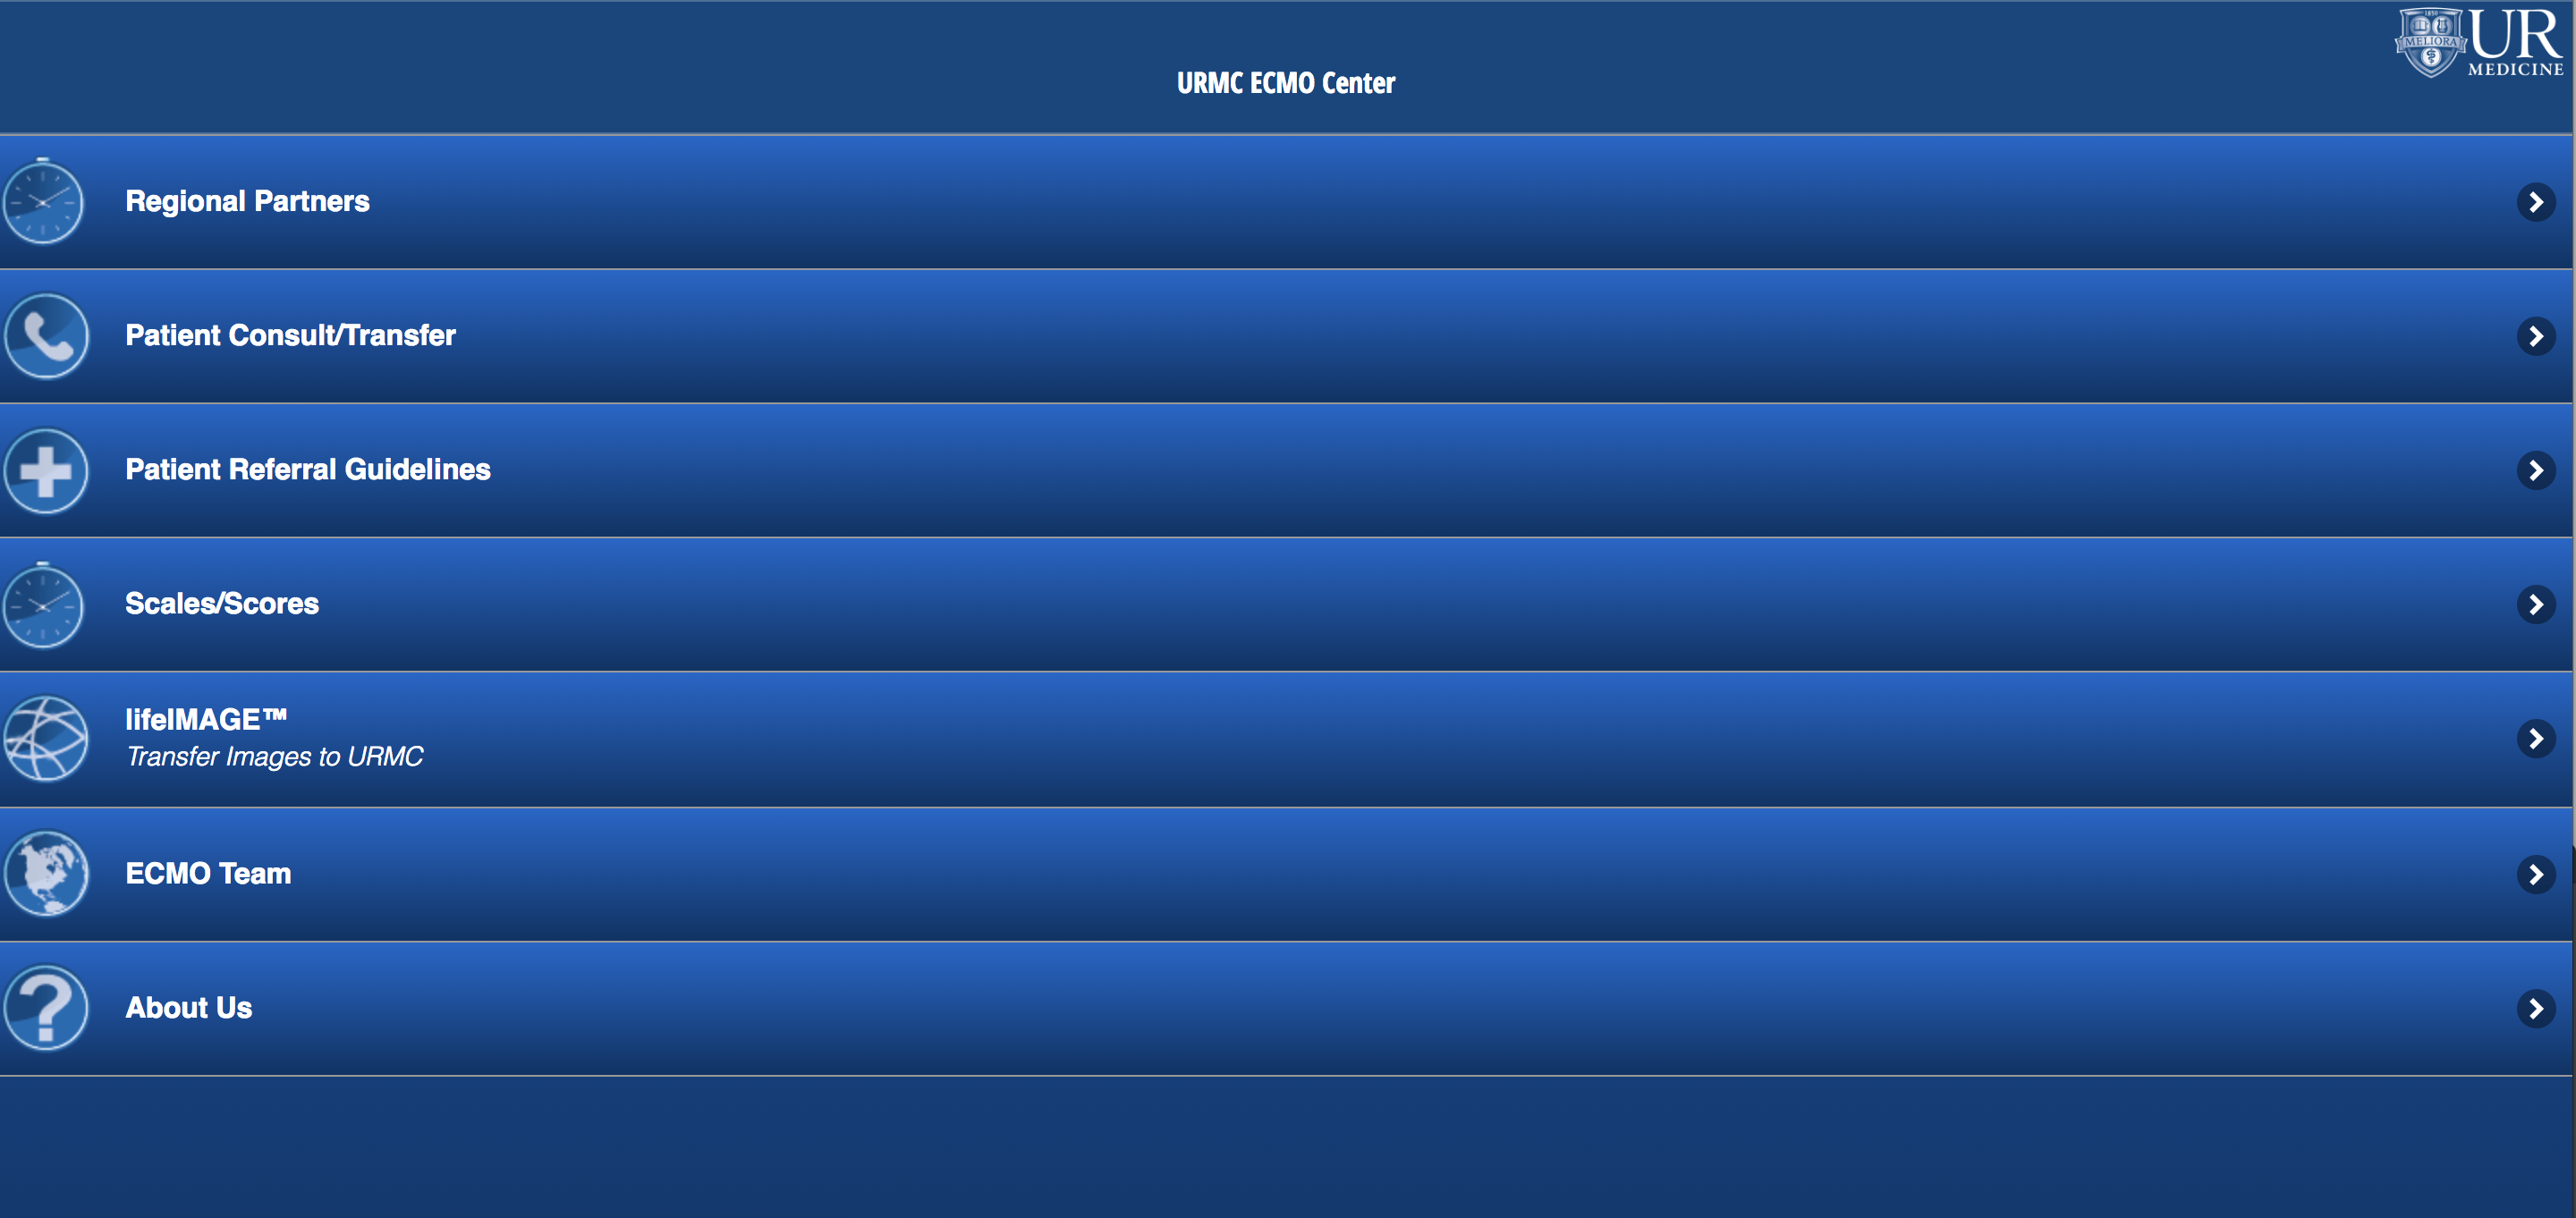 1850
MELIORA
UR
MEDICINE
URMC ECMO Center
Regional Partners
Patient Consult/Transfer
Patient Referral Guidelines
Scales/Scores
lifeIMAGE™
Transfer Images to URMC
ECMO Team
About Us